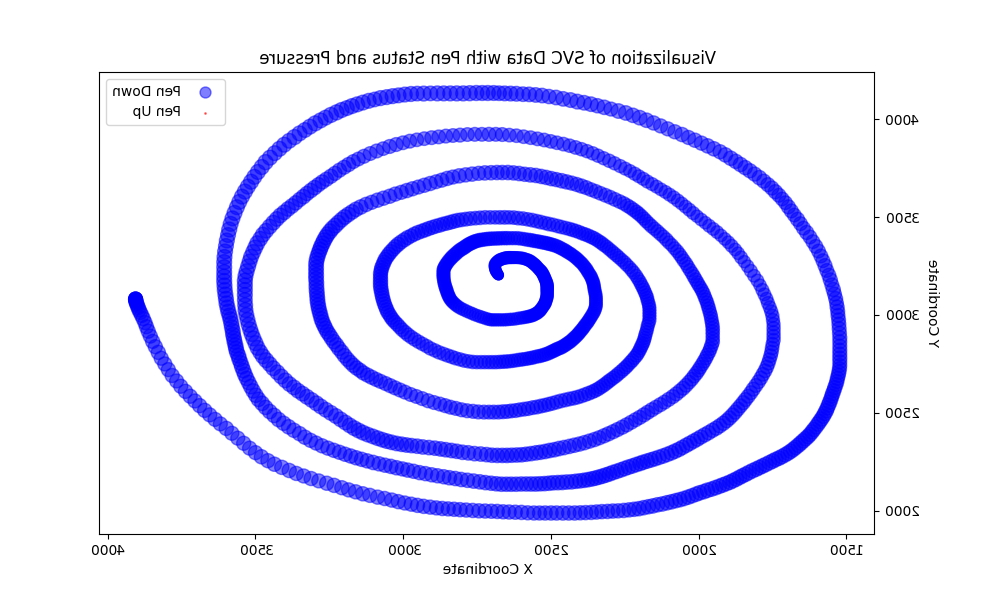 Visualization of SVC Data with Pen Status and Pressure
Pen Down
Pen Up
4000
3500
3000
2500
2000
Y Coordinate
4000
3500
3000
2500
2000
1500
X Coordinate